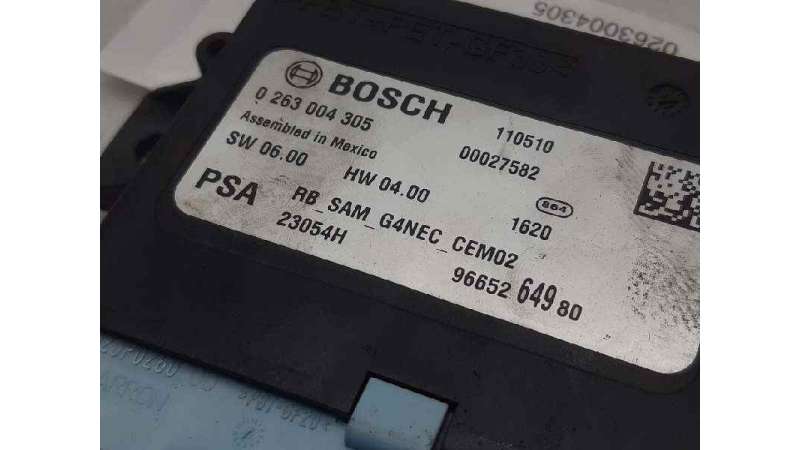 0263004305
BOSCH
0 263 004 305
Assembled in Mexico
SW 06.00
HW 04.00
110510
00027582
864
1620
PSA
RB_SAM_G4NEC_CEM02
23054H
96652 649 80